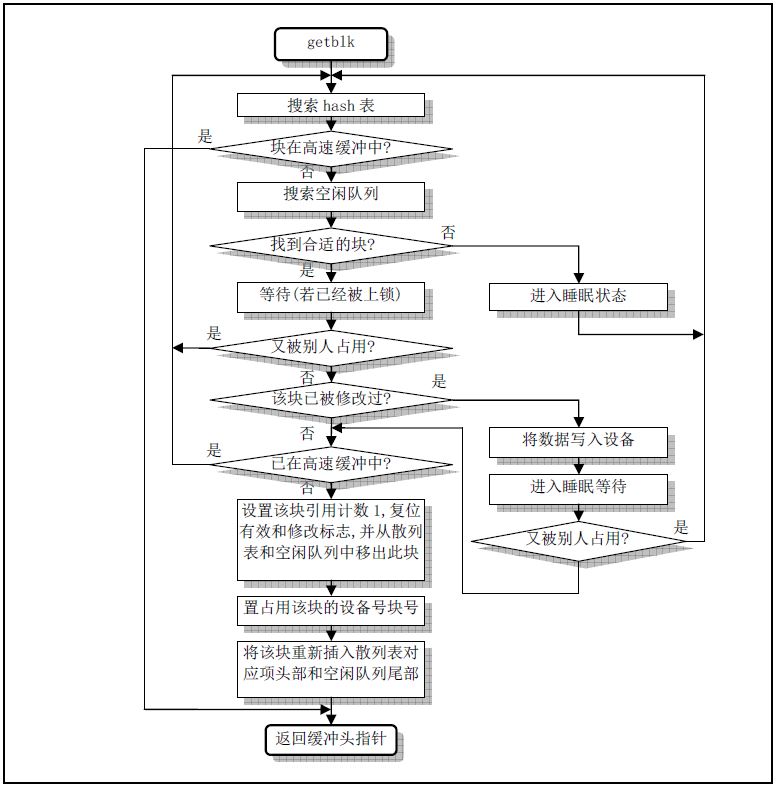 getblk
搜索 hash 表
是
块在高速缓冲中?
否
搜索空闲队列
找到合适的块?
否
是
等待(若已经被上锁)
进入睡眠状态
是
又被别人占用?
否
是
该块已被修改过?
否
将数据写入设备
是
已在高速缓冲中?
否
进入睡眠等待
设置该块引用计数 1,复位
有效和修改标志,并从散列
表和空闲队列中移出此块
是
又被别人占用?
置占用该块的设备号块号
将该块重新插入散列表对
应项头部和空闲队列尾部
返回缓冲头指针